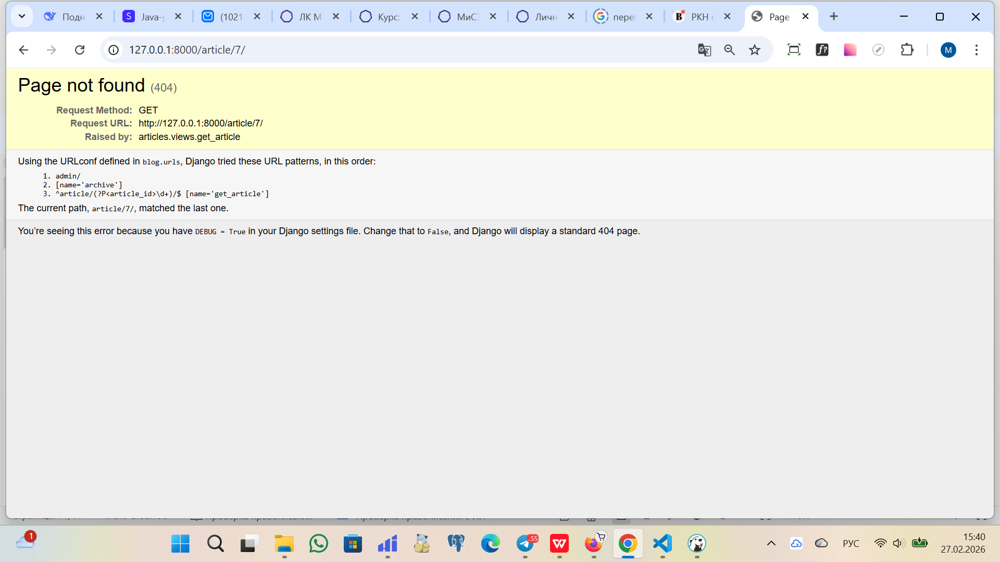 Подн
Java-
(1021
ЛК М
Курс:
МиСЭ
Личн
пере
РКН
Page
127.0.0.1:8000/article/7/
M
Page not found (404)
Request Method: GET
Request URL: http://127.0.0.1:8000/article/7/
Raised by: articles.views.get_article
Using the URLconf defined in blog.urls, Django tried these URL patterns, in this order:
1. admin/
2. [name='archive']
3. ^article/(?P<article_id>\d+)/$ [name='get_article']
The current path, article/7/, matched the last one.
You’re seeing this error because you have DEBUG = True in your Django settings file. Change that to False, and Django will display a standard 404 page.
1
55
РУС
15:40
27.02.2026